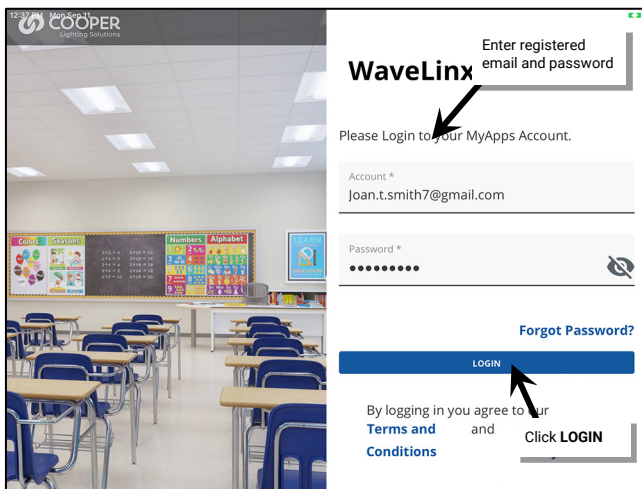 12:37 PM Mon Sep 11
COOPER
Lighting Solutions
Colors
Seasons
Numbers
Alphabet
LEARN
WaveLinx
Enter registered
email and password
Please Login to your MyApps Account.
Account *
Joan.t.smith7@gmail.com
Password *
•••••••••
Forgot Password?
LOGIN
By logging in you agree to our
Terms and
and
Conditions
Click LOGIN